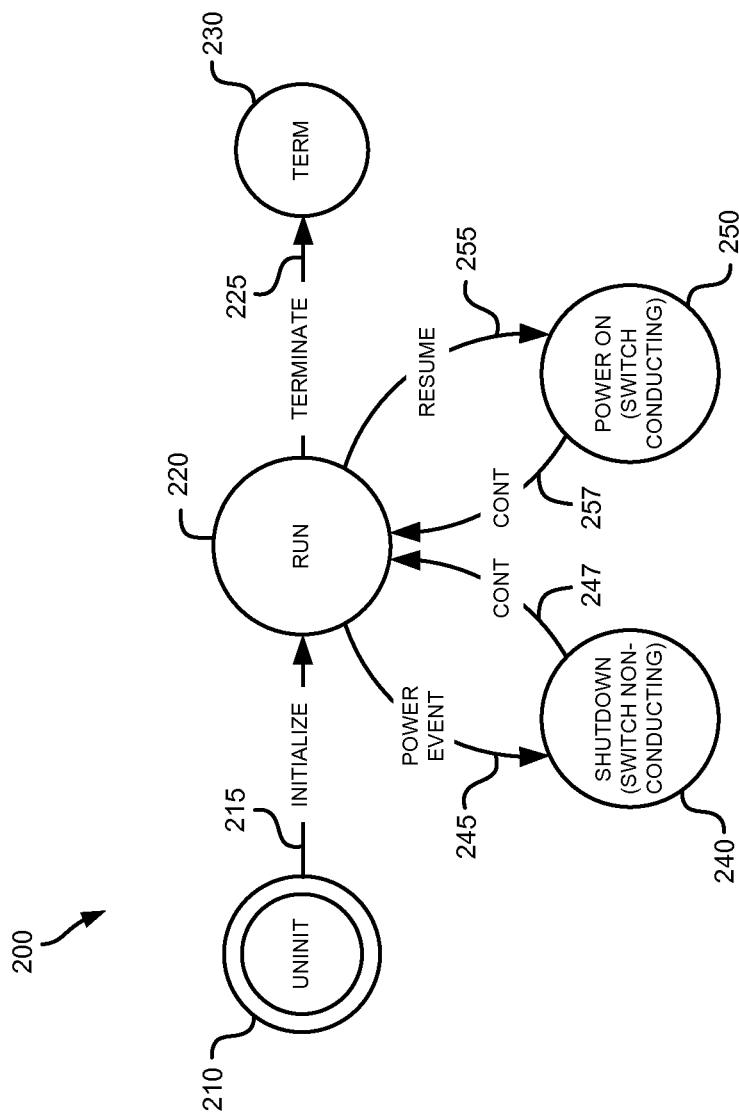 200
210
UNINIT
215
INITIALIZE
220
RUN
TERMINATE
225
TERM
230
POWER
EVENT
245
CONT
247
CONT
257
RESUME
255
SHUTDOWN
(SWITCH NON-
CONDUCTING)
240
POWER ON
(SWITCH
CONDUCTING)
250